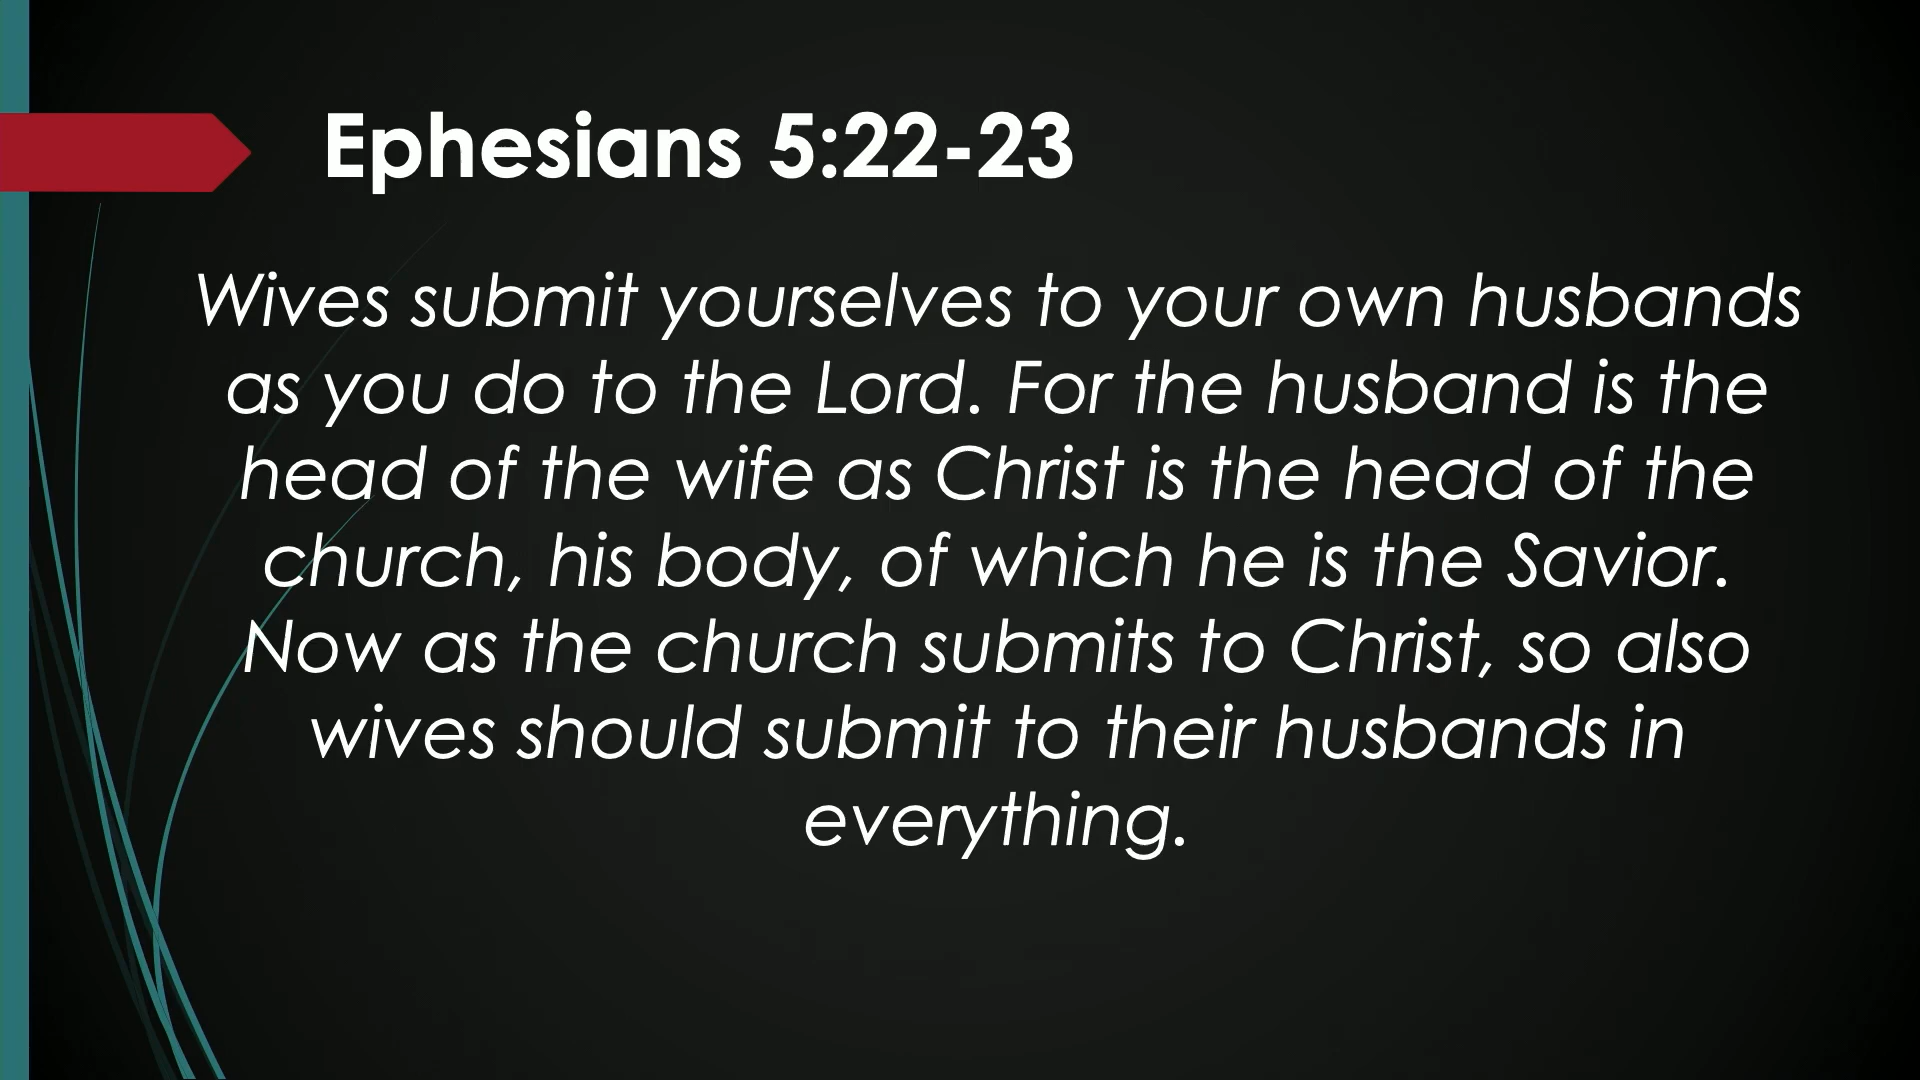 Ephesians 5:22-23
Wives submit yourselves to your own husbands
as you do to the Lord. For the husband is the
head of the wife as Christ is the head of the
church, his body, of which he is the Savior.
Now as the church submits to Christ, so also
wives should submit to their husbands in
everything.